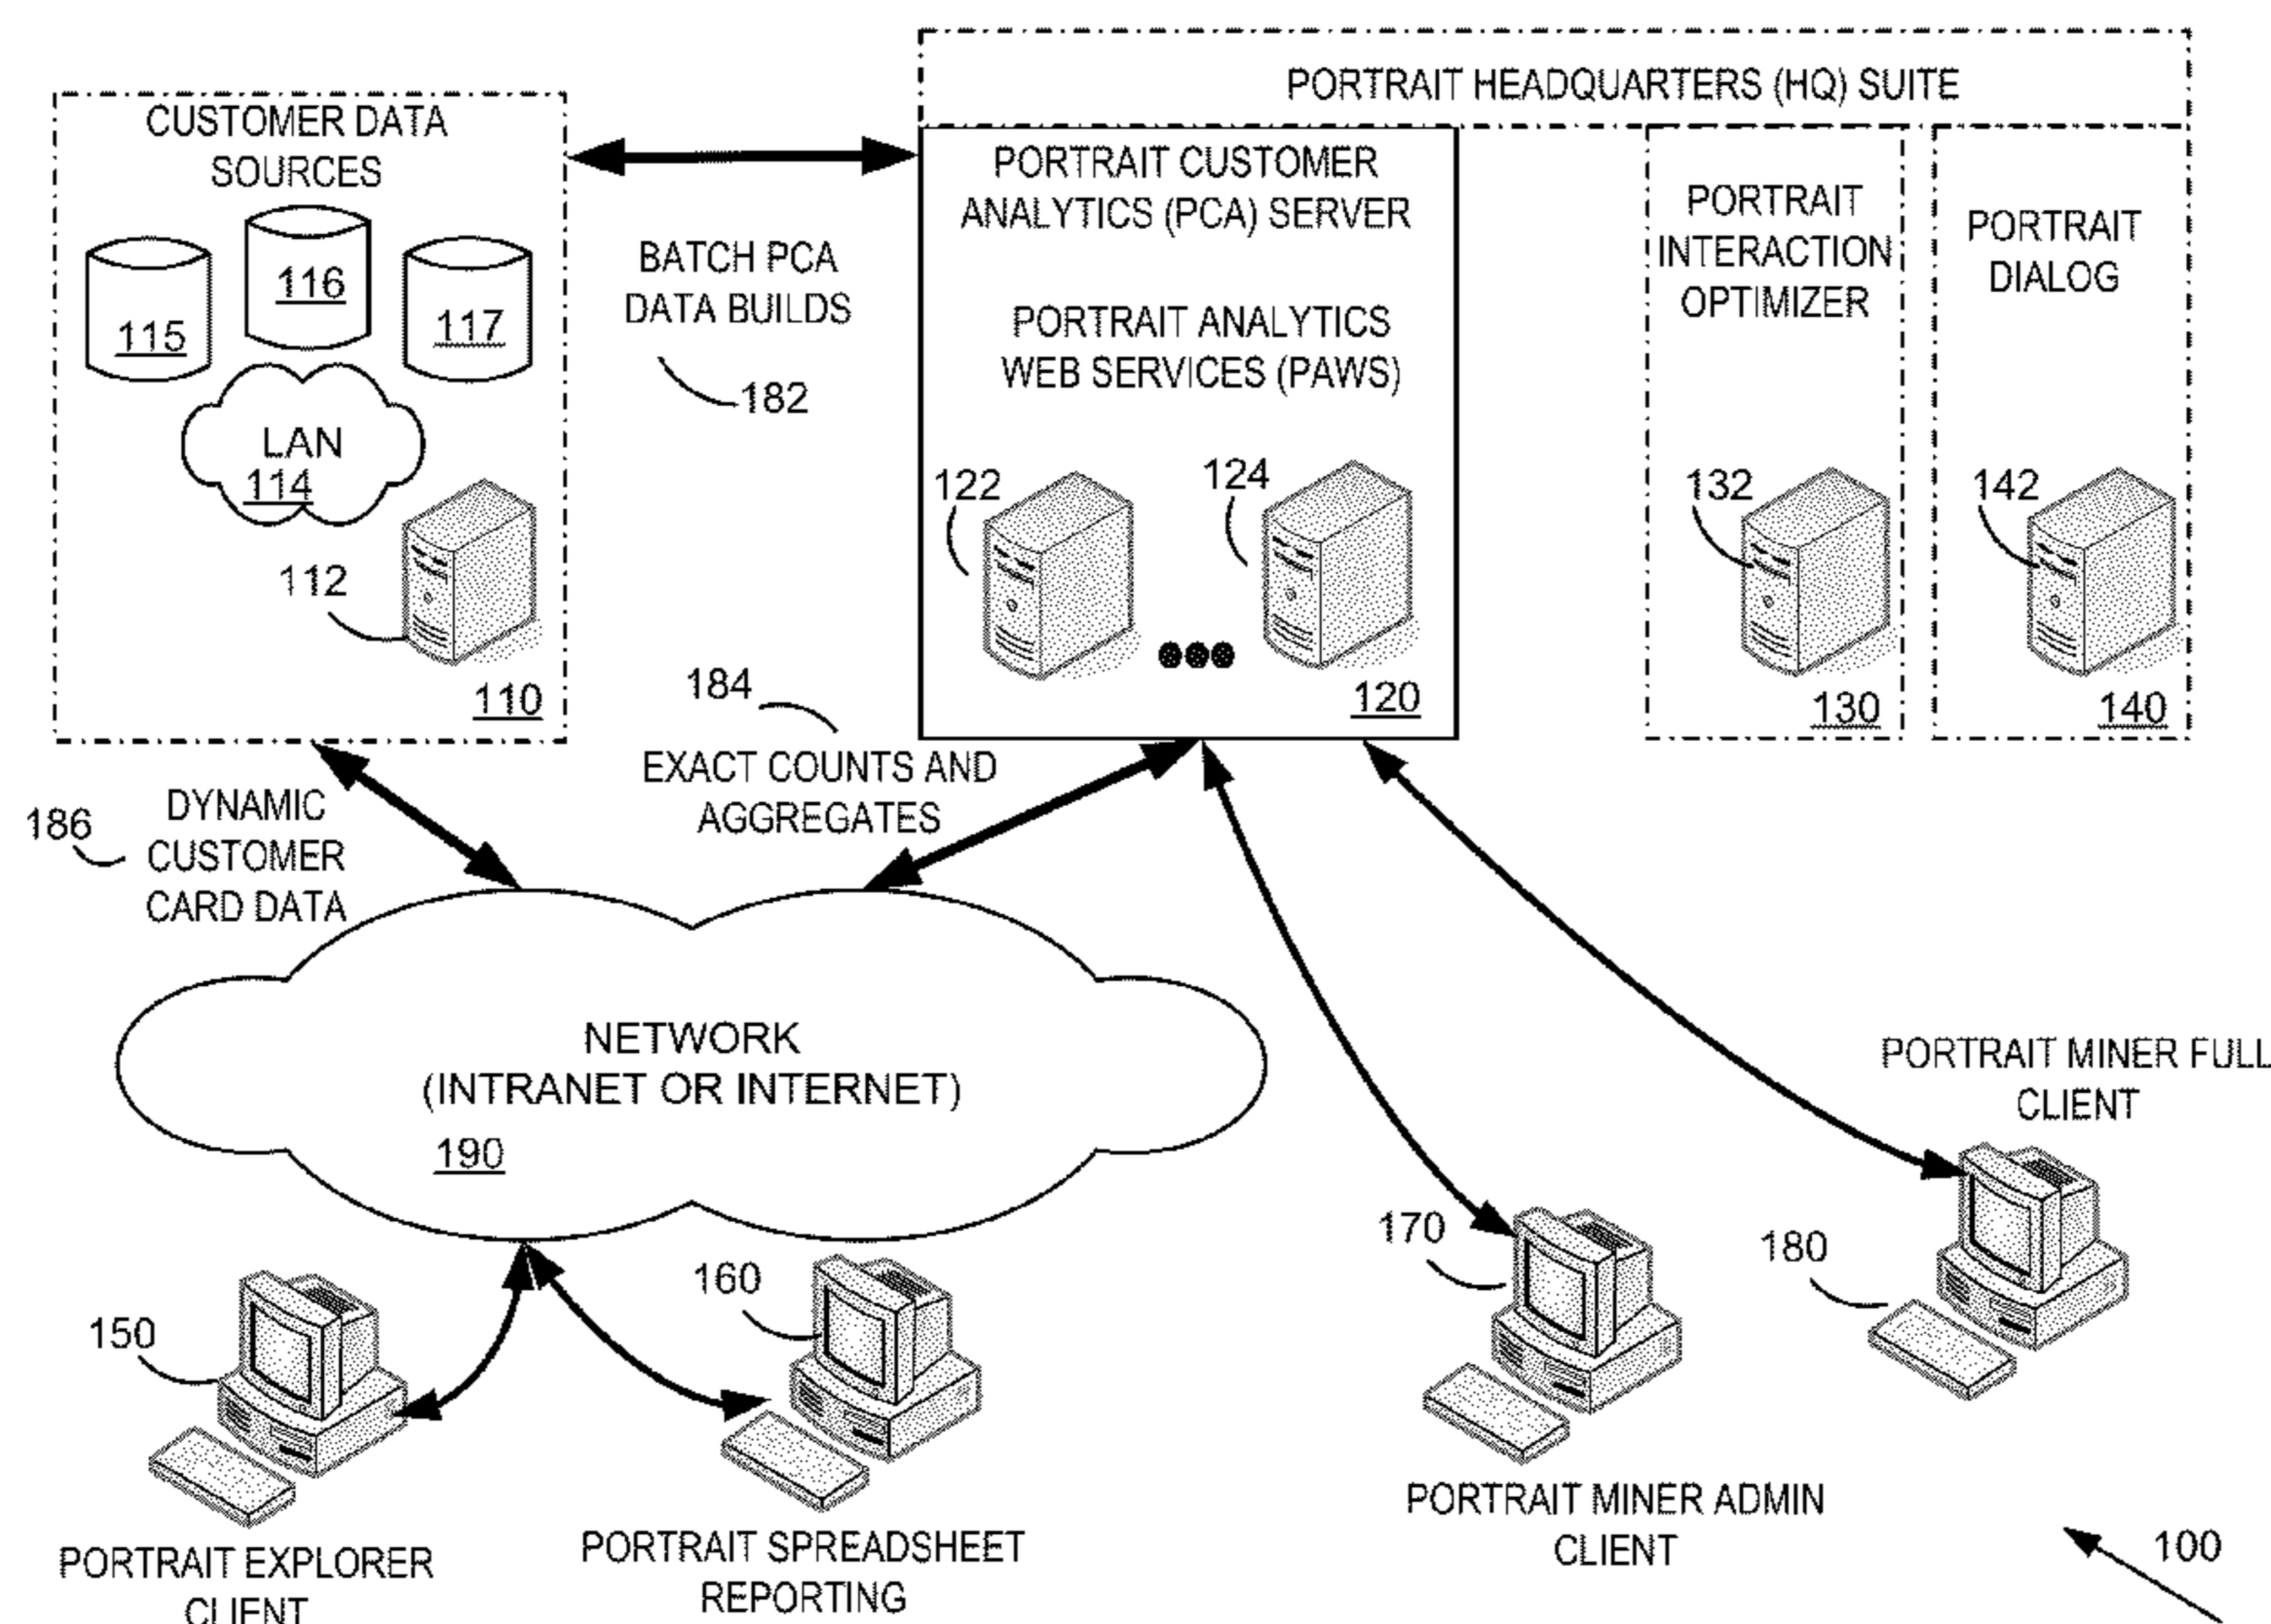 PORTRAIT HEADQUARTERS (HQ) SUITE
CUSTOMER DATA
SOURCES
115
116
117
LAN
114
112
110
BATCH PCA
DATA BUILDS
182
PORTRAIT CUSTOMER
ANALYTICS (PCA) SERVER
PORTRAIT ANALYTICS
WEB SERVICES (PAWS)
122
124
120
PORTRAIT
INTERACTION
OPTIMIZER
132
130
PORTRAIT
DIALOG
142
140
184
EXACT COUNTS AND
AGGREGATES
186
DYNAMIC
CUSTOMER
CARD DATA
NETWORK
(INTRANET OR INTERNET)
190
PORTRAIT MINER FULL
CLIENT
180
170
PORTRAIT MINER ADMIN
CLIENT
150
PORTRAIT EXPLORER
CLIENT
160
PORTRAIT SPREADSHEET
REPORTING
100